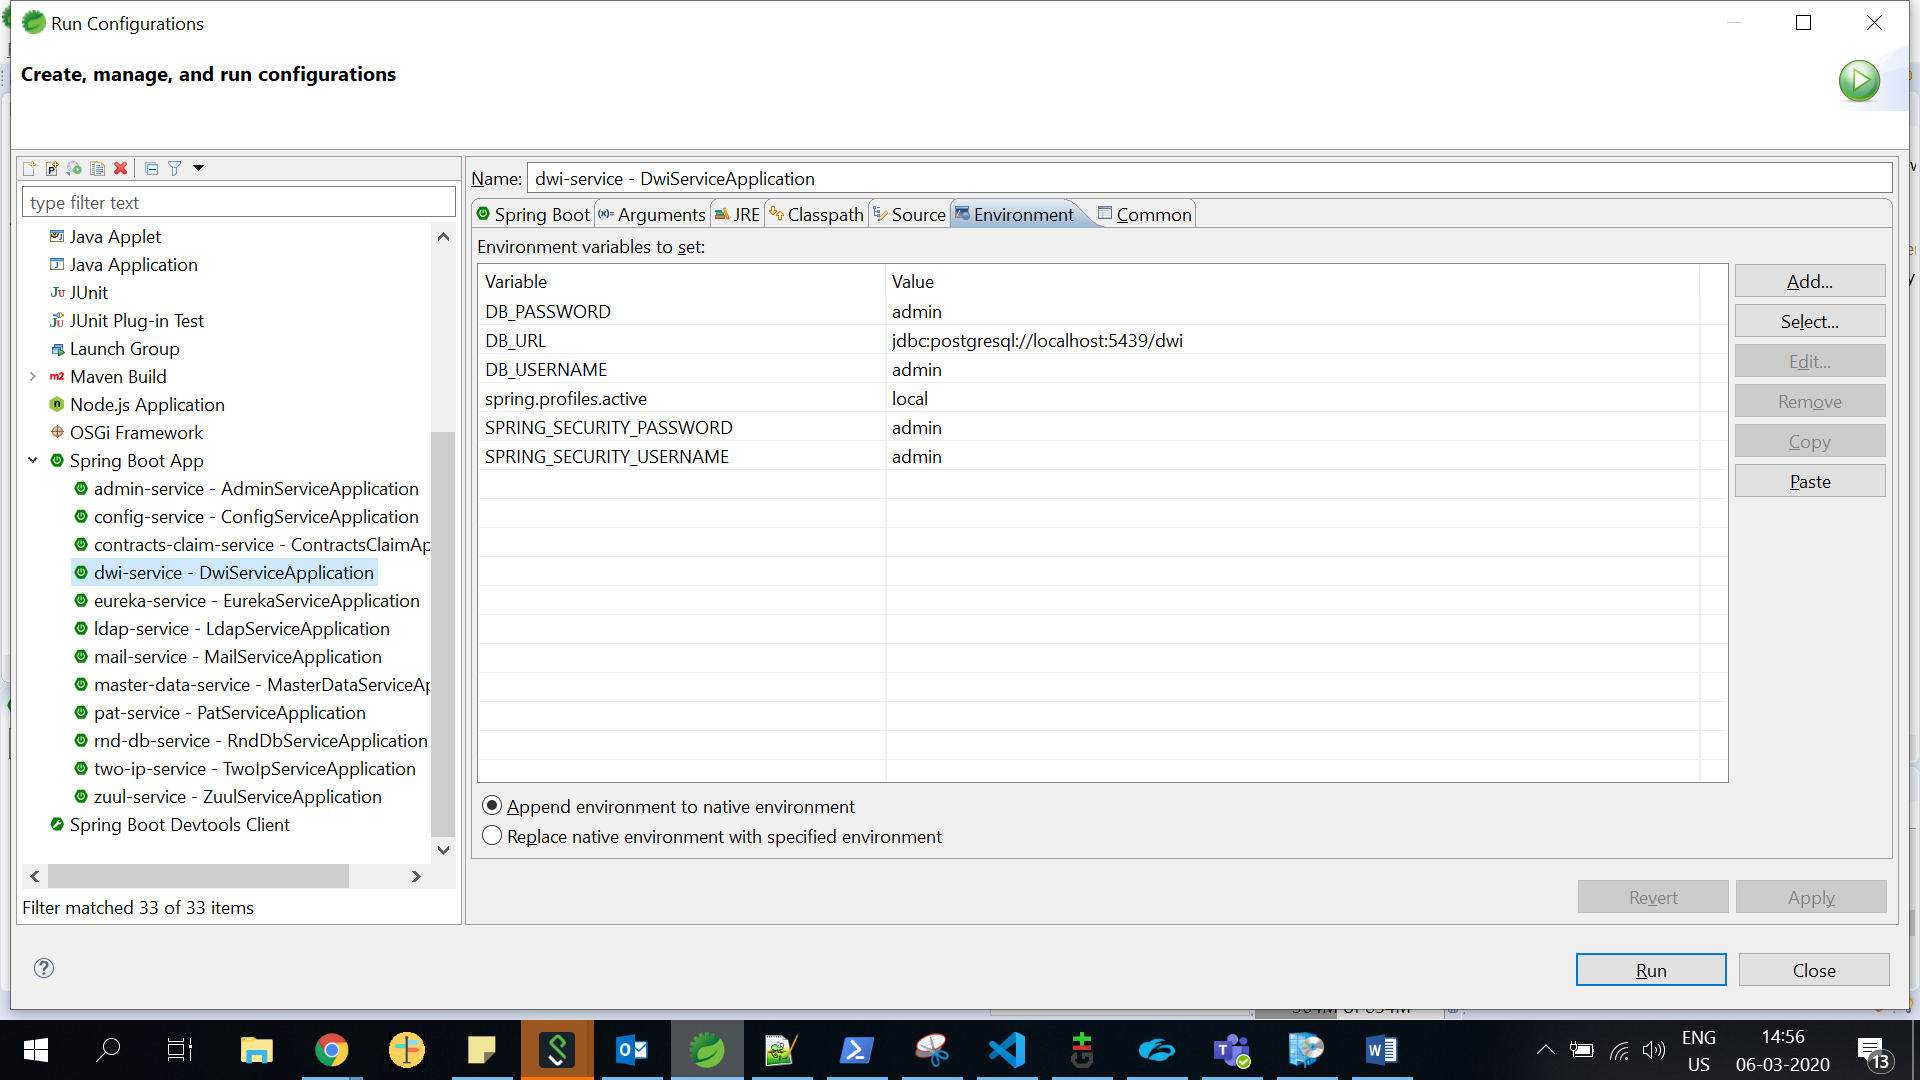 Run Configurations
Create, manage, and run configurations
type filter text
Java Applet
Java Application
JUnit
JUnit Plug-in Test
Launch Group
Maven Build
Node.js Application
OSGi Framework
Spring Boot App
admin-service - AdminServiceApplication
config-service - ConfigServiceApplication
contracts-claim-service - ContractsClaimAp
dwi-service - DwiServiceApplication
eureka-service - EurekaServiceApplication
ldap-service - LdapServiceApplication
mail-service - MailServiceApplication
master-data-service - MasterDataServiceAp
pat-service - PatServiceApplication
rnd-db-service - RndDbServiceApplication
two-ip-service - TwoIpServiceApplication
zuul-service - ZuulServiceApplication
Spring Boot Devtools Client
Filter matched 33 of 33 items
Name: dwi-service - DwiServiceApplication
Spring Boot Arguments JRE Classpath Source Environment Common
Environment variables to set:
Variable Value
DB_PASSWORD admin
DB_URL jdbc:postgresql://localhost:5439/dwi
DB_USERNAME admin
spring.profiles.active local
SPRING_SECURITY_PASSWORD admin
SPRING_SECURITY_USERNAME admin
Add...
Select...
Edit...
Remove
Copy
Paste
Append environment to native environment
Replace native environment with specified environment
Revert Apply
Run Close
ENG
US
14:56
06-03-2020
13